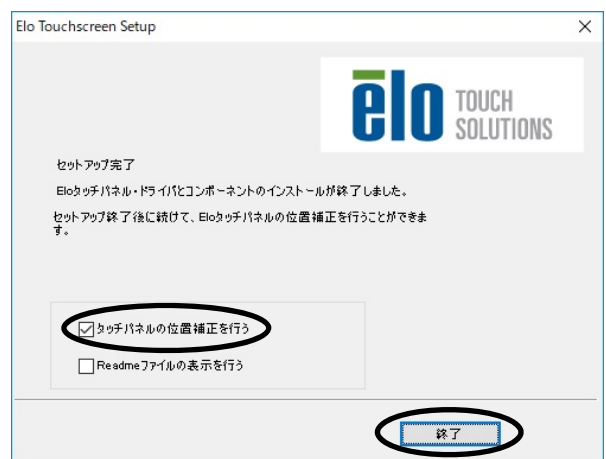 Elo Touchscreen Setup
elo TOUCH
SOLUTIONS
セットアップ完了
Eloタッチパネル・ドライバとコンポーネントのインストールが終了しました。
セットアップ終了後に続けて、Eloタッチパネルの位置補正を行うことができま
す。
タッチパネルの位置補正を行う
Readmeファイルの表示を行う
終了